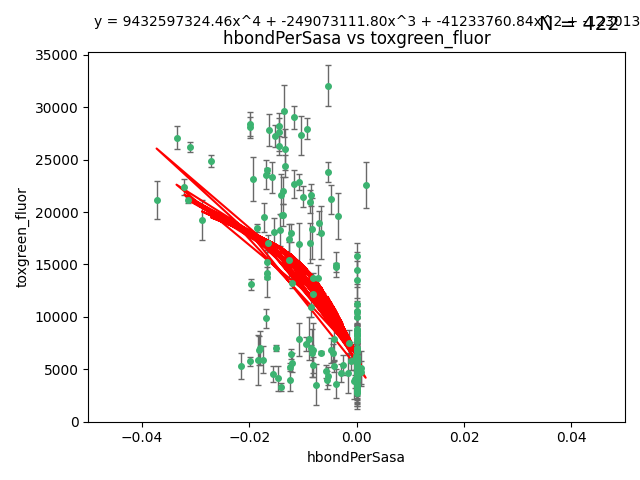 y = 9432597324.46x^4 + -249073111.80x^3 + -41233760.84x^2 +
N = 422
hbondPerSasa vs toxgreen_fluor
35000
30000
25000
20000
15000
10000
5000
0
toxgreen_fluor
−0.04
−0.02
0.00
0.02
0.04
hbondPerSasa